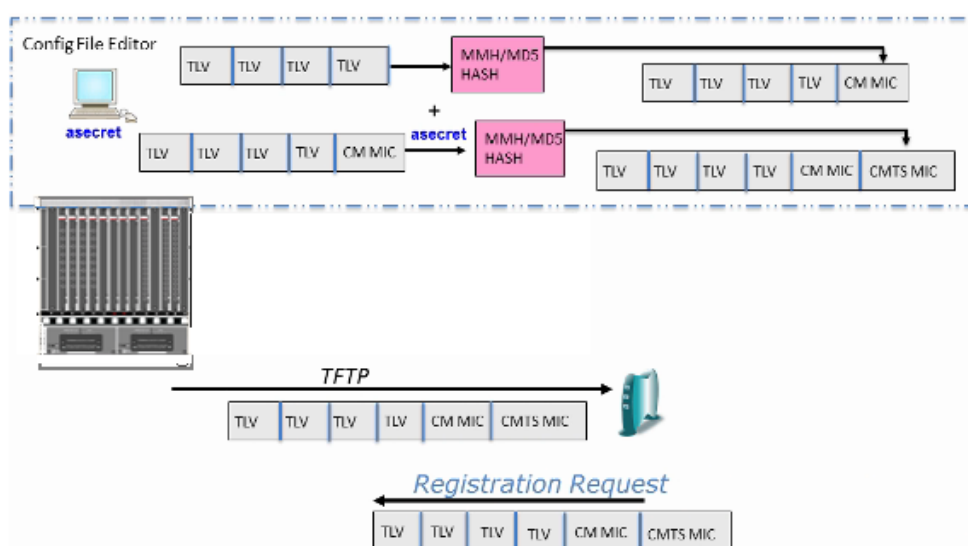 Config File Editor
TLV TLV TLV TLV
MMH/MD5
HASH
TLV TLV TLV TLV CM MIC
asecret
+
asecret
TLV TLV TLV TLV CM MIC
MMH/MD5
HASH
TLV TLV TLV TLV CM MIC CMTS MIC
TFTP
TLV TLV TLV TLV CM MIC CMTS MIC
Registration Request
TLV TLV TLV TLV CM MIC CMTS MIC